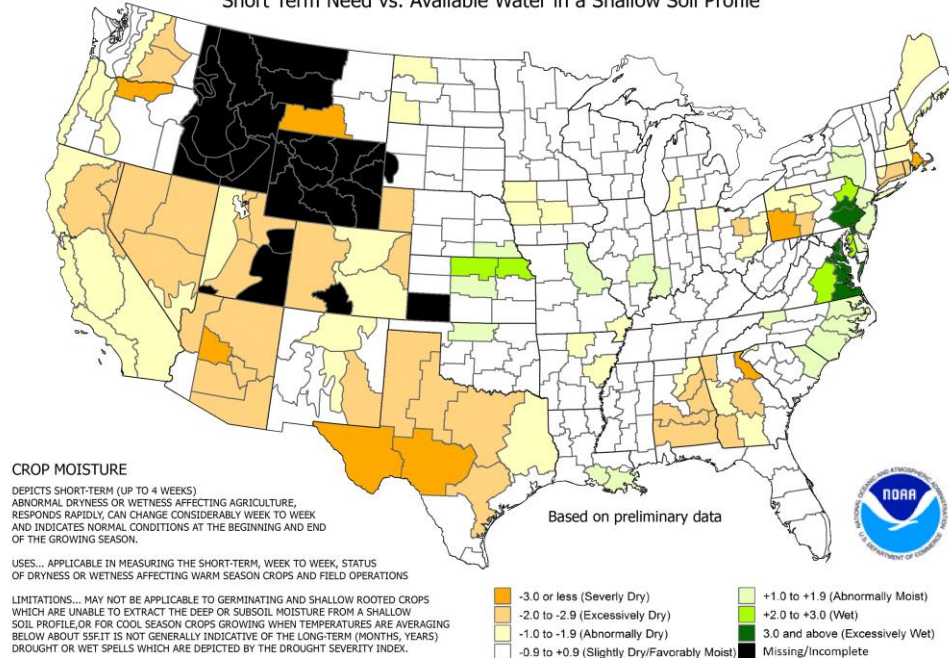 Short Term Need vs. Available Water in a Shallow Soil Profile
CROP MOISTURE
DEPICTS SHORT-TERM (UP TO 4 WEEKS)
ABNORMAL DRYNESS OR WETNESS AFFECTING AGRICULTURE,
RESPONDS RAPIDLY, CAN CHANGE CONSIDERABLY WEEK TO WEEK
AND INDICATES NORMAL CONDITIONS AT THE BEGINNING AND END
OF THE GROWING SEASON.
USES... APPLICABLE IN MEASURING THE SHORT-TERM, WEEK TO WEEK, STATUS
OF DRYNESS OR WETNESS AFFECTING WARM SEASON CROPS AND FIELD OPERATIONS
LIMITATIONS... MAY NOT BE APPLICABLE TO GERMINATING AND SHALLOW ROOTED CROPS
WHICH ARE UNABLE TO EXTRACT THE DEEP OR SUBSOIL MOISTURE FROM A SHALLOW
SOIL PROFILE,OR FOR COOL SEASON CROPS GROWING WHEN TEMPERATURES ARE AVERAGING
BELOW ABOUT 55F.IT IS NOT GENERALLY INDICATIVE OF THE LONG-TERM (MONTHS, YEARS)
DROUGHT OR WET SPELLS WHICH ARE DEPICTED BY THE DROUGHT SEVERITY INDEX.
Based on preliminary data
NATIONAL OCEANIC AND ATMOSPHERIC ADMINISTRATION
NOAA
U.S. DEPARTMENT OF COMMERCE
-3.0 or less (Severly Dry)
-2.0 to -2.9 (Excessively Dry)
-1.0 to -1.9 (Abnormally Dry)
-0.9 to +0.9 (Slightly Dry/Favorably Moist)
+1.0 to +1.9 (Abnormally Moist)
+2.0 to +3.0 (Wet)
3.0 and above (Excessively Wet)
Missing/Incomplete